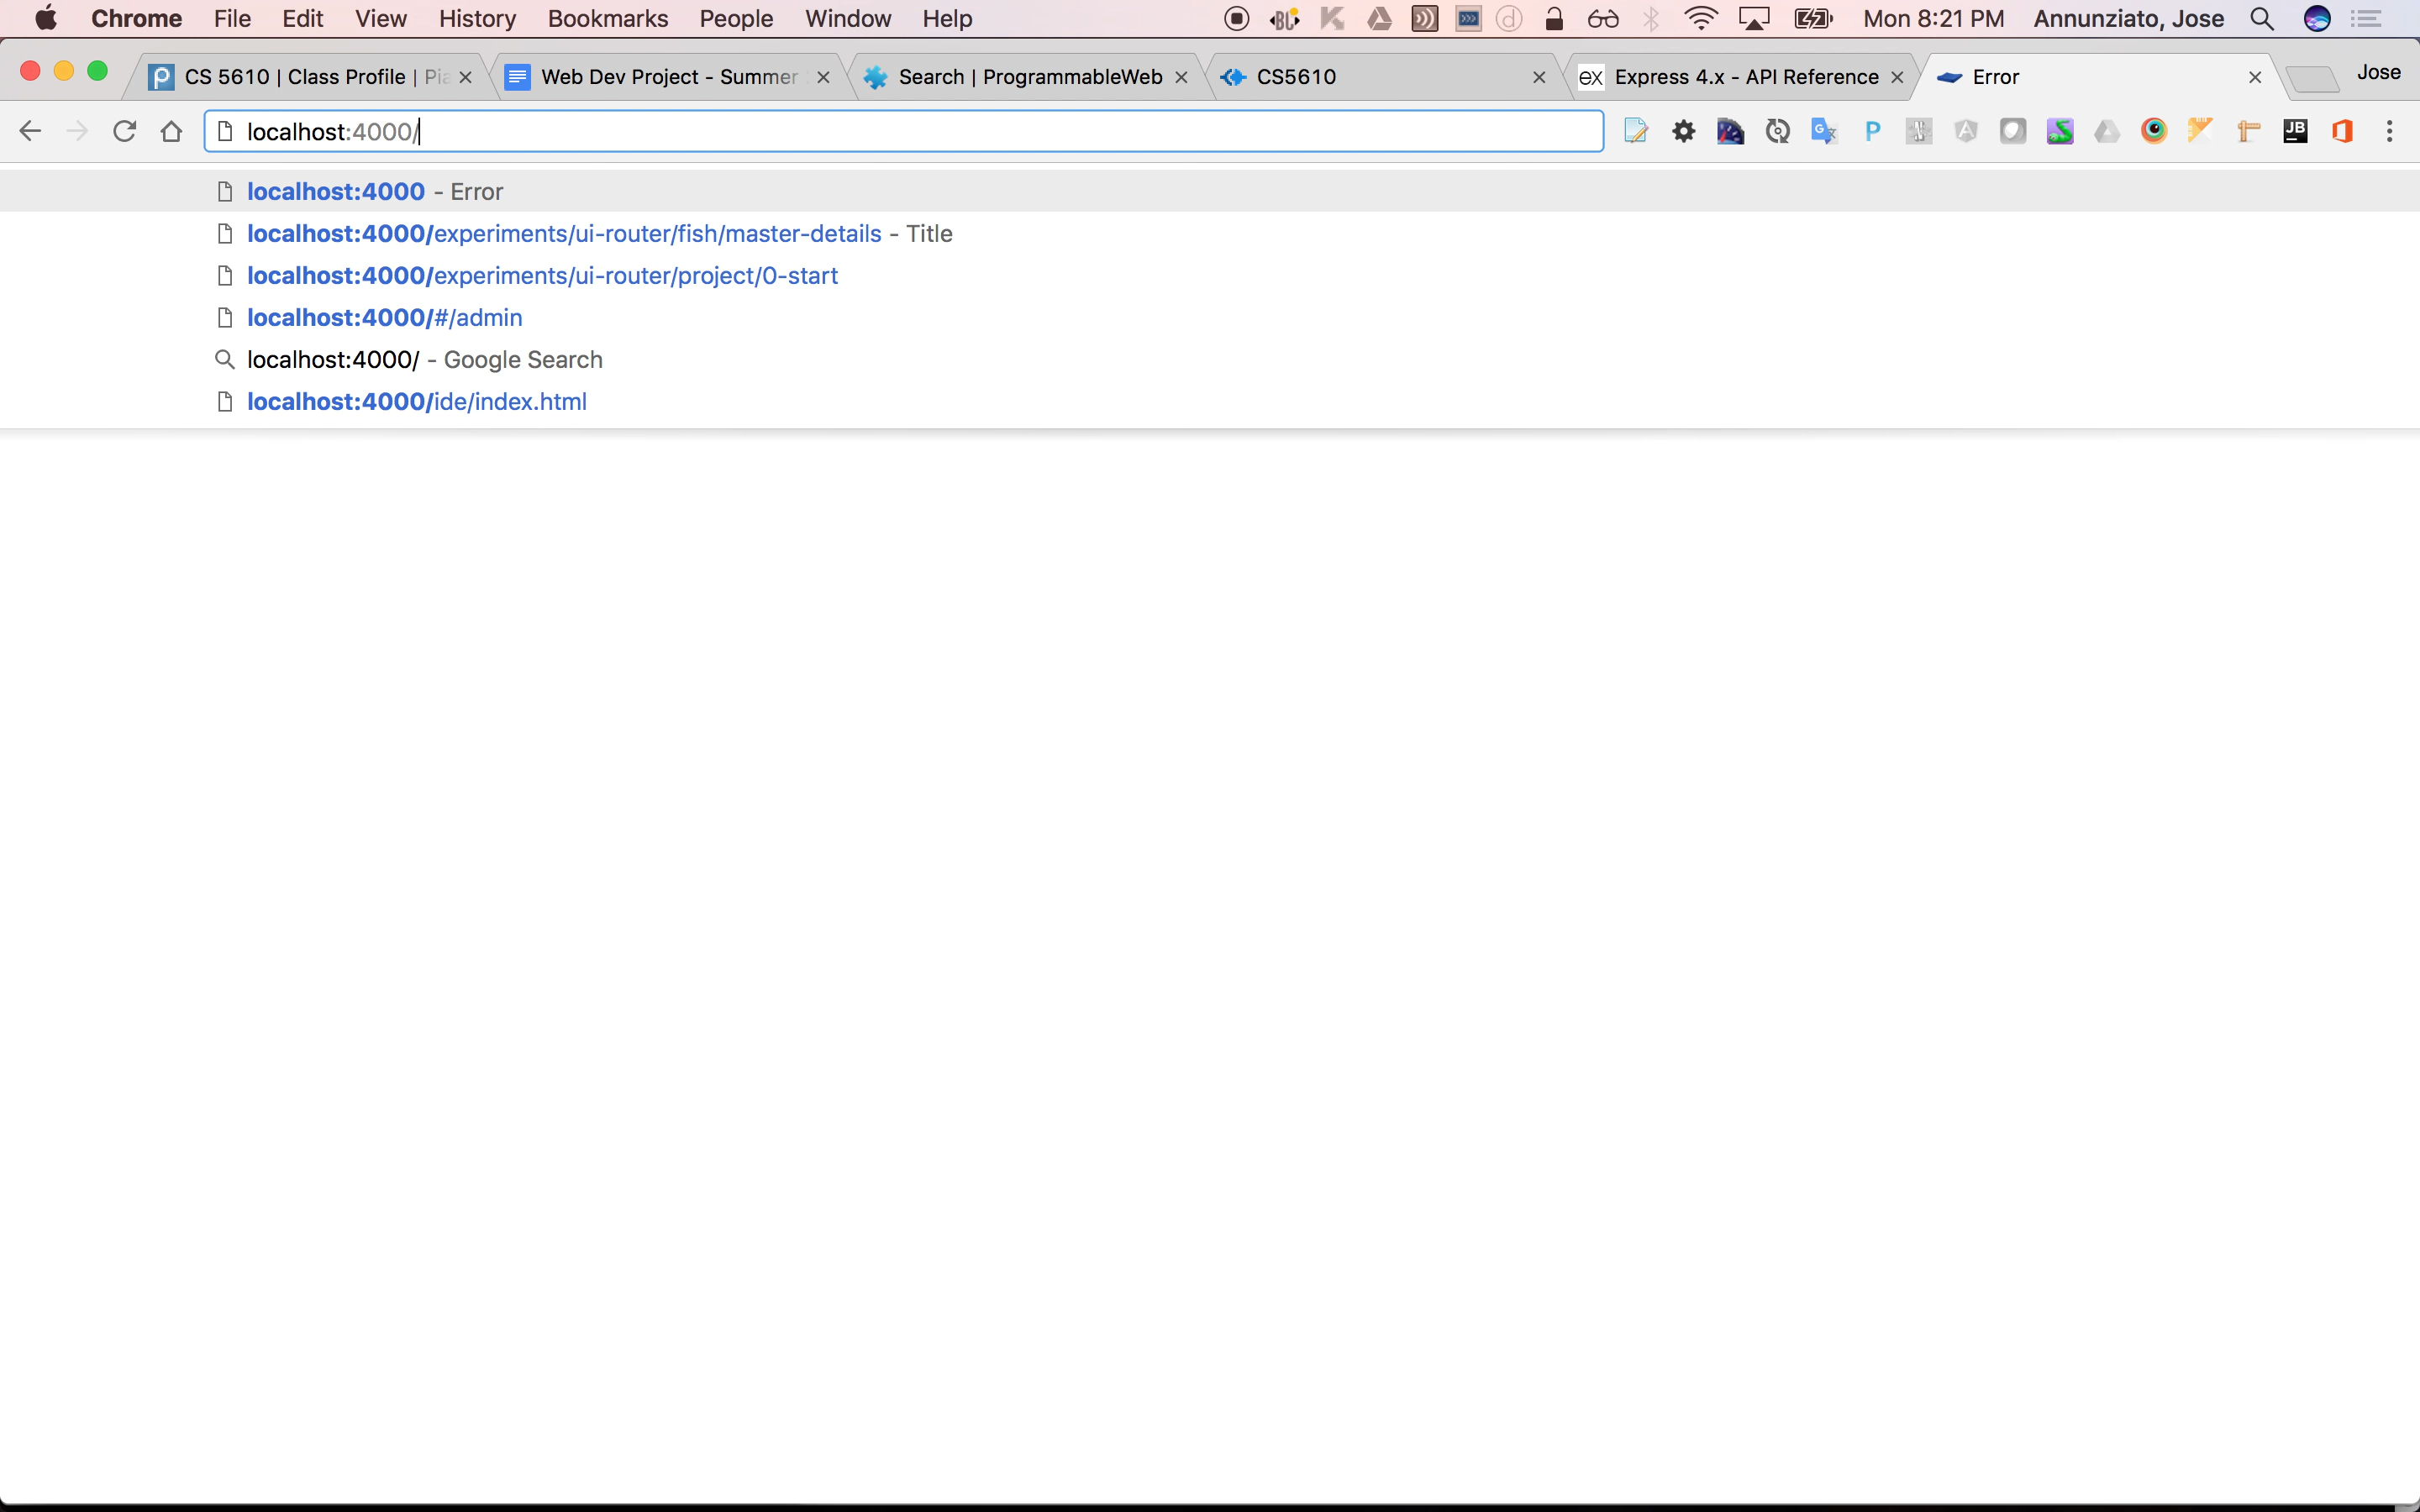 Chrome File Edit View History Bookmarks People Window Help Mon 8:21 PM Annunziato, Jose
CS 5610 | Class Profile | Pia Web Dev Project - Summer Search | ProgrammableWeb CS5610 ex Express 4.x - API Reference Error Jose
localhost:4000/
localhost:4000 - Error
localhost:4000/experiments/ui-router/fish/master-details - Title
localhost:4000/experiments/ui-router/project/0-start
localhost:4000/#/admin
localhost:4000/ - Google Search
localhost:4000/ide/index.html